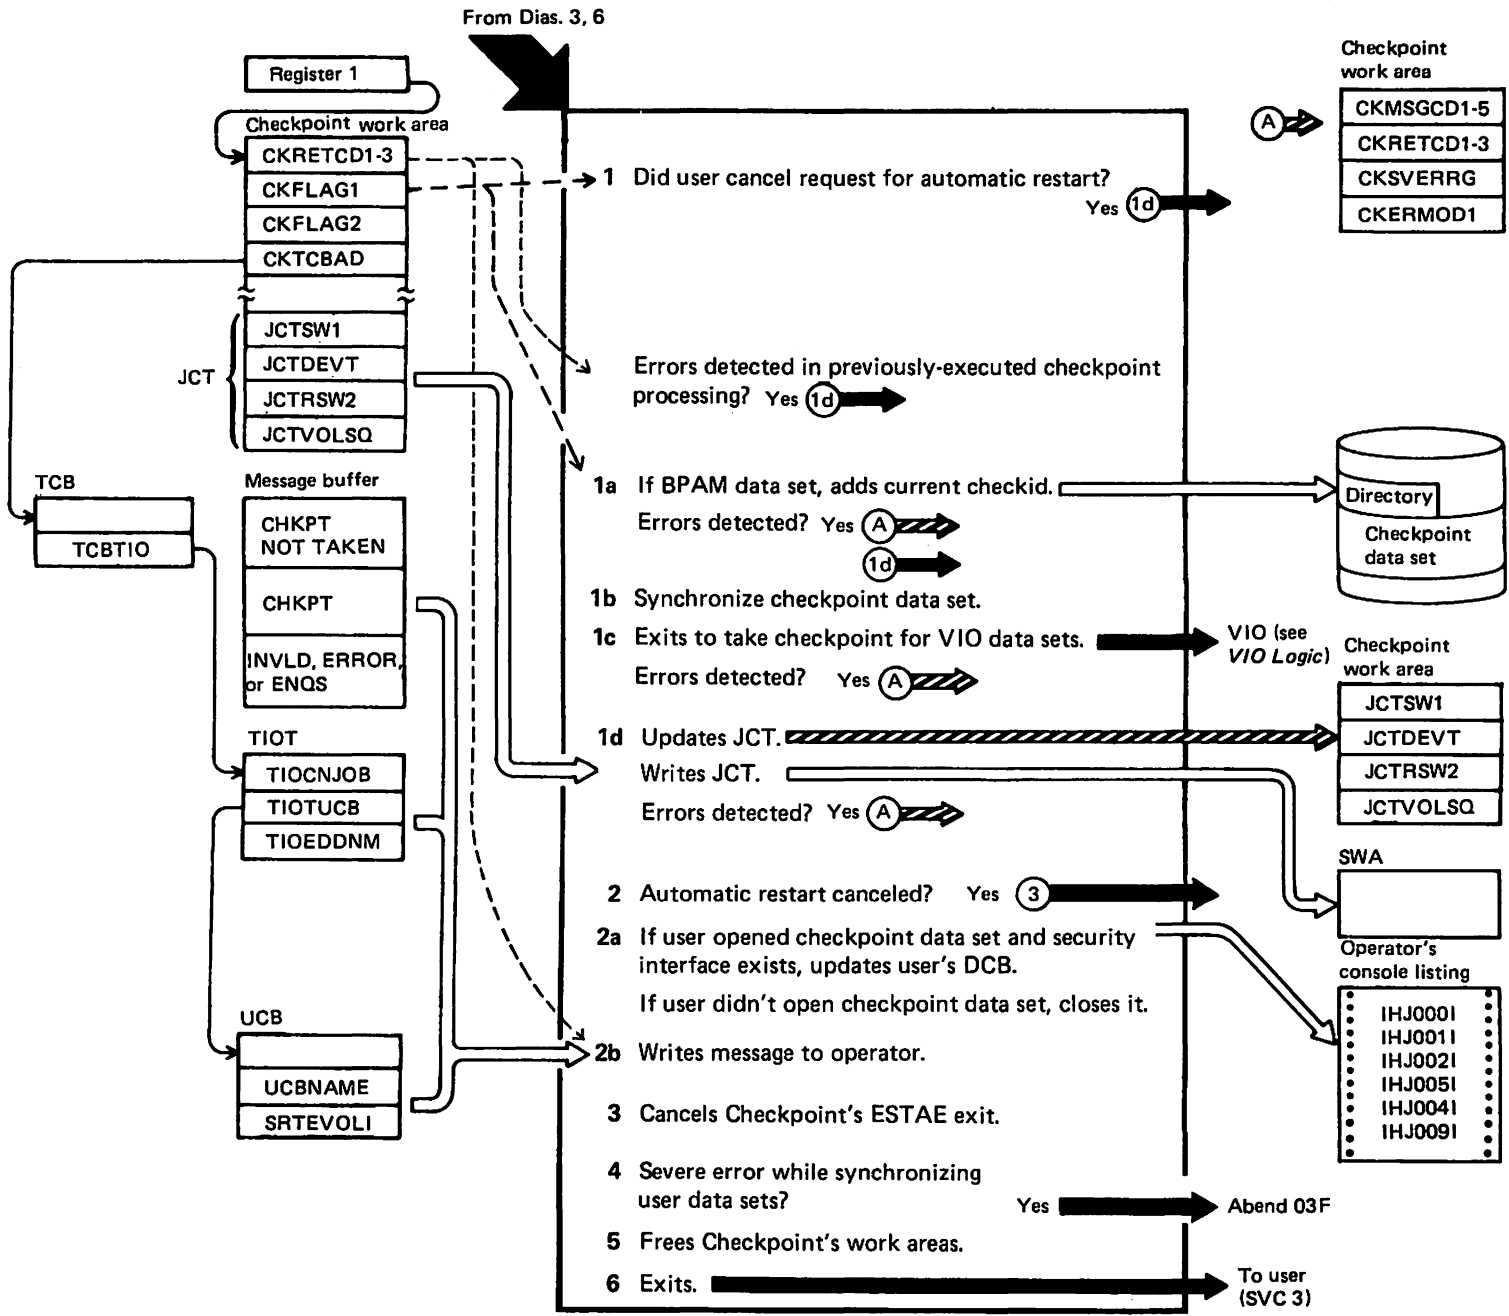 From Dias. 3, 6
Register 1
Checkpoint work area
CKRETCD1-3
CKFLAG1
CKFLAG2
CKTCBAD
JCT
JCTSW1
JCTDEVT
JCTRSW2
JCTVOLSQ
TCB
TCBTIO
Message buffer
CHKPT
NOT TAKEN
CHKPT
INVLD, ERROR,
or ENQS
TIOT
TIOCNJOB
TIOTUCB
TIOEDDNM
UCB
UCBNAME
SRTEVOLI
1 Did user cancel request for automatic restart?
Yes 1d
Errors detected in previously-executed checkpoint
processing? Yes 1d
1a If BPAM data set, adds current checkid.
Errors detected? Yes A
1d
1b Synchronize checkpoint data set.
1c Exits to take checkpoint for VIO data sets.
Errors detected? Yes A
1d Updates JCT.
Writes JCT.
Errors detected? Yes A
2 Automatic restart canceled? Yes 3
2a If user opened checkpoint data set and security
interface exists, updates user's DCB.
If user didn't open checkpoint data set, closes it.
2b Writes message to operator.
3 Cancels Checkpoint's ESTAE exit.
4 Severe error while synchronizing
user data sets?
Yes
Abend 03F
5 Frees Checkpoint's work areas.
6 Exits.
To user
(SVC 3)
Checkpoint
work area
A
CKMSGCD1-5
CKRETCD1-3
CKSVERRG
CKERMOD1
Directory
Checkpoint
data set
VIO (see
VIO Logic)
Checkpoint
work area
JCTSW1
JCTDEVT
JCTRSW2
JCTVOLSQ
SWA
Operator's
console listing
IHJ000I
IHJ001I
IHJ002I
IHJ005I
IHJ004I
IHJ009I